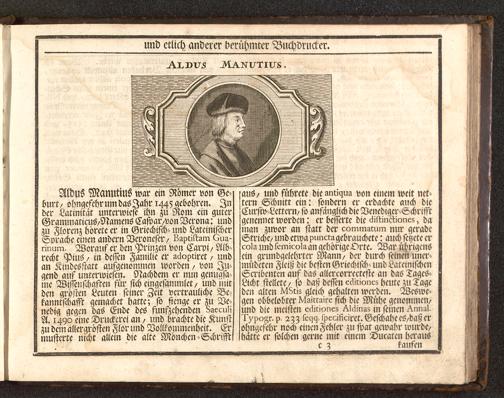 und etlich anderer berühmter Buchdrucker.
ALDUS MANUTIUS.
Aldus Manutius war ein Römer von Ge-
burt, ohngefehr um das Jahr 1445 gebohren. In
der Latinität unterwiese ihn zu Rom ein guter
Grammaticus, Namens Caspar, von Verona; und
zu Florenz hörete er in Griechisch- und Lateinischer
Sprache einen andern Veroneser, Baptistam Gua-
rinum. Worauf er den Prinzen von Carpi, Alb-
recht Pius, in dessen Familie er adoptiret, und
an Kindesstatt aufgenommen worden, von Ju-
gend auf unterwiesen. Nachdem er nun genugsa-
me Wissenschafften für sich eingesammlet, und mit
den grösten Leuten seiner Zeit vertrauliche Be-
kanntschafft gemachet hatte; so fienge er zu Ve-
nedig gegen das Ende des funfzehenden Saeculi
A. 1490 eine Druckerei an, und brachte die Kunst
zu dem allergrösten Flor und Vollkommenheit. Er
musterte nicht allein die alte Mönchen-Schrifft
aus, und führete die antiqua von einem weit net-
tern Schnitt ein; sondern er erdachte auch die
Cursiv-Lettern, so anfänglich die Venediger-Schrifft
genennet worden; er besserte die distinctiones, da
man zuvor an statt der commatum nur gerade
Striche, und etwa puncta gebrauchete; auch sezete er
cola und semicola an gehörige Orte. War übrigens
ein grundgelehrter Mann, der durch seinen uner-
müdeten Fleiß die besten Griechisch- und Lateinischen
Scribenten auf das allercorrecteste an das Tages-
Licht stellete, so daß dessen editiones heute zu Tage
den alten MStis gleich gehalten werden. Weswe-
gen obbelobter Maittaire sich die Mühe genommen,
und die meisten editiones Aldinas in seinen Annal.
Typogr. p. 233 seqq. specificiret. Geschahe es, daß er
ohngefehr noch einen Fehler zu spat gewahr wurde,
hätte er solchen gerne mit einem Ducaten heraus
c 3 kaufen